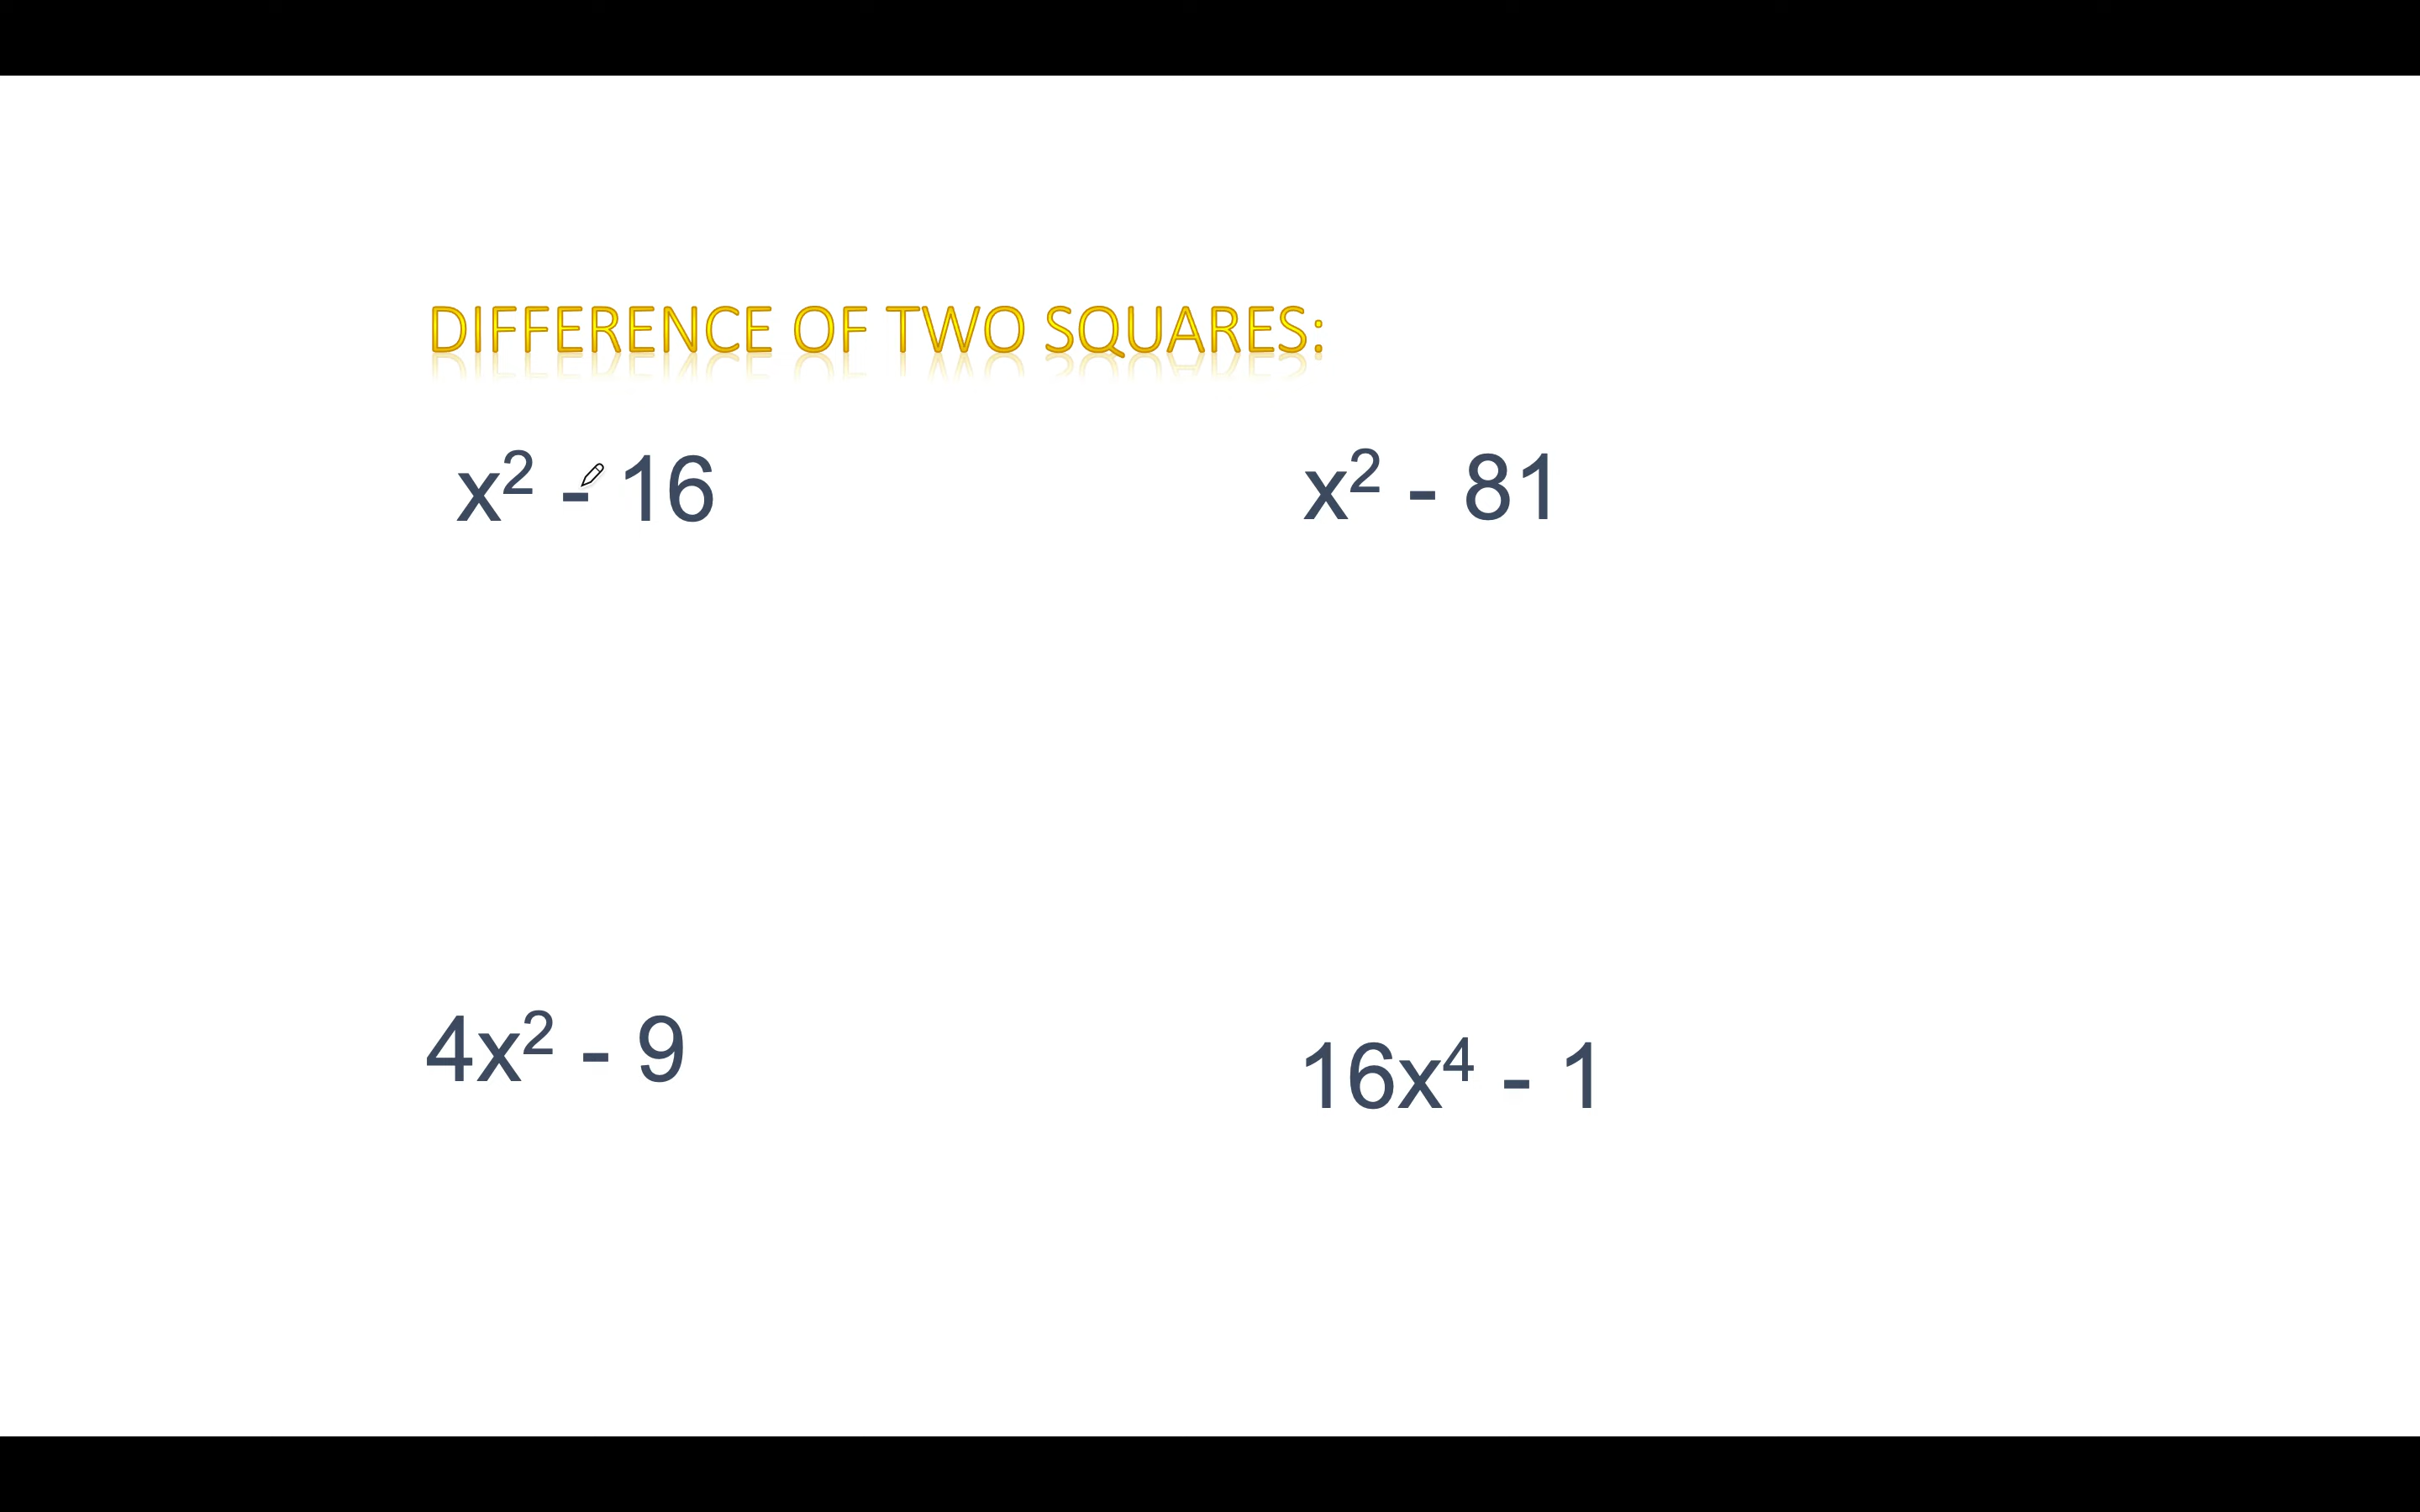 DIFFERENCE OF TWO SQUARES:
x² - 16
x² - 81
4x² - 9
16x⁴ - 1